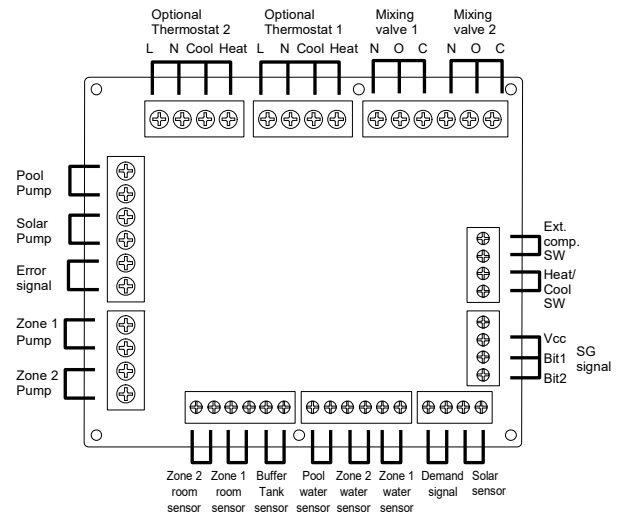 Optional Thermostat 2
Optional Thermostat 1
Mixing valve 1
Mixing valve 2
L N Cool Heat
L N Cool Heat
N O C
N O C
Pool Pump
Solar Pump
Error signal
Zone 1 Pump
Zone 2 Pump
Ext. comp. SW
Heat/ Cool SW
Vcc
Bit1
Bit2
SG signal
Zone 2 room sensor
Zone 1 room sensor
Buffer Tank sensor
Pool water sensor
Zone 2 water sensor
Zone 1 water sensor
Demand signal
Solar sensor